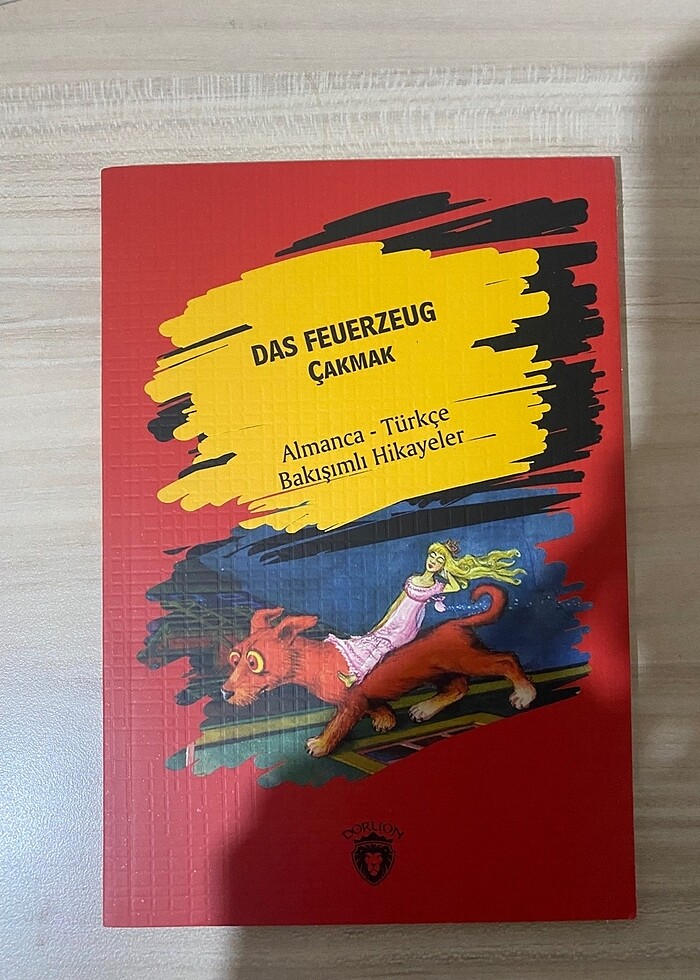 DAS FEUERZEUG
ÇAKMAK
Almanca - Türkçe
Bakışımlı Hikayeler
DORLION